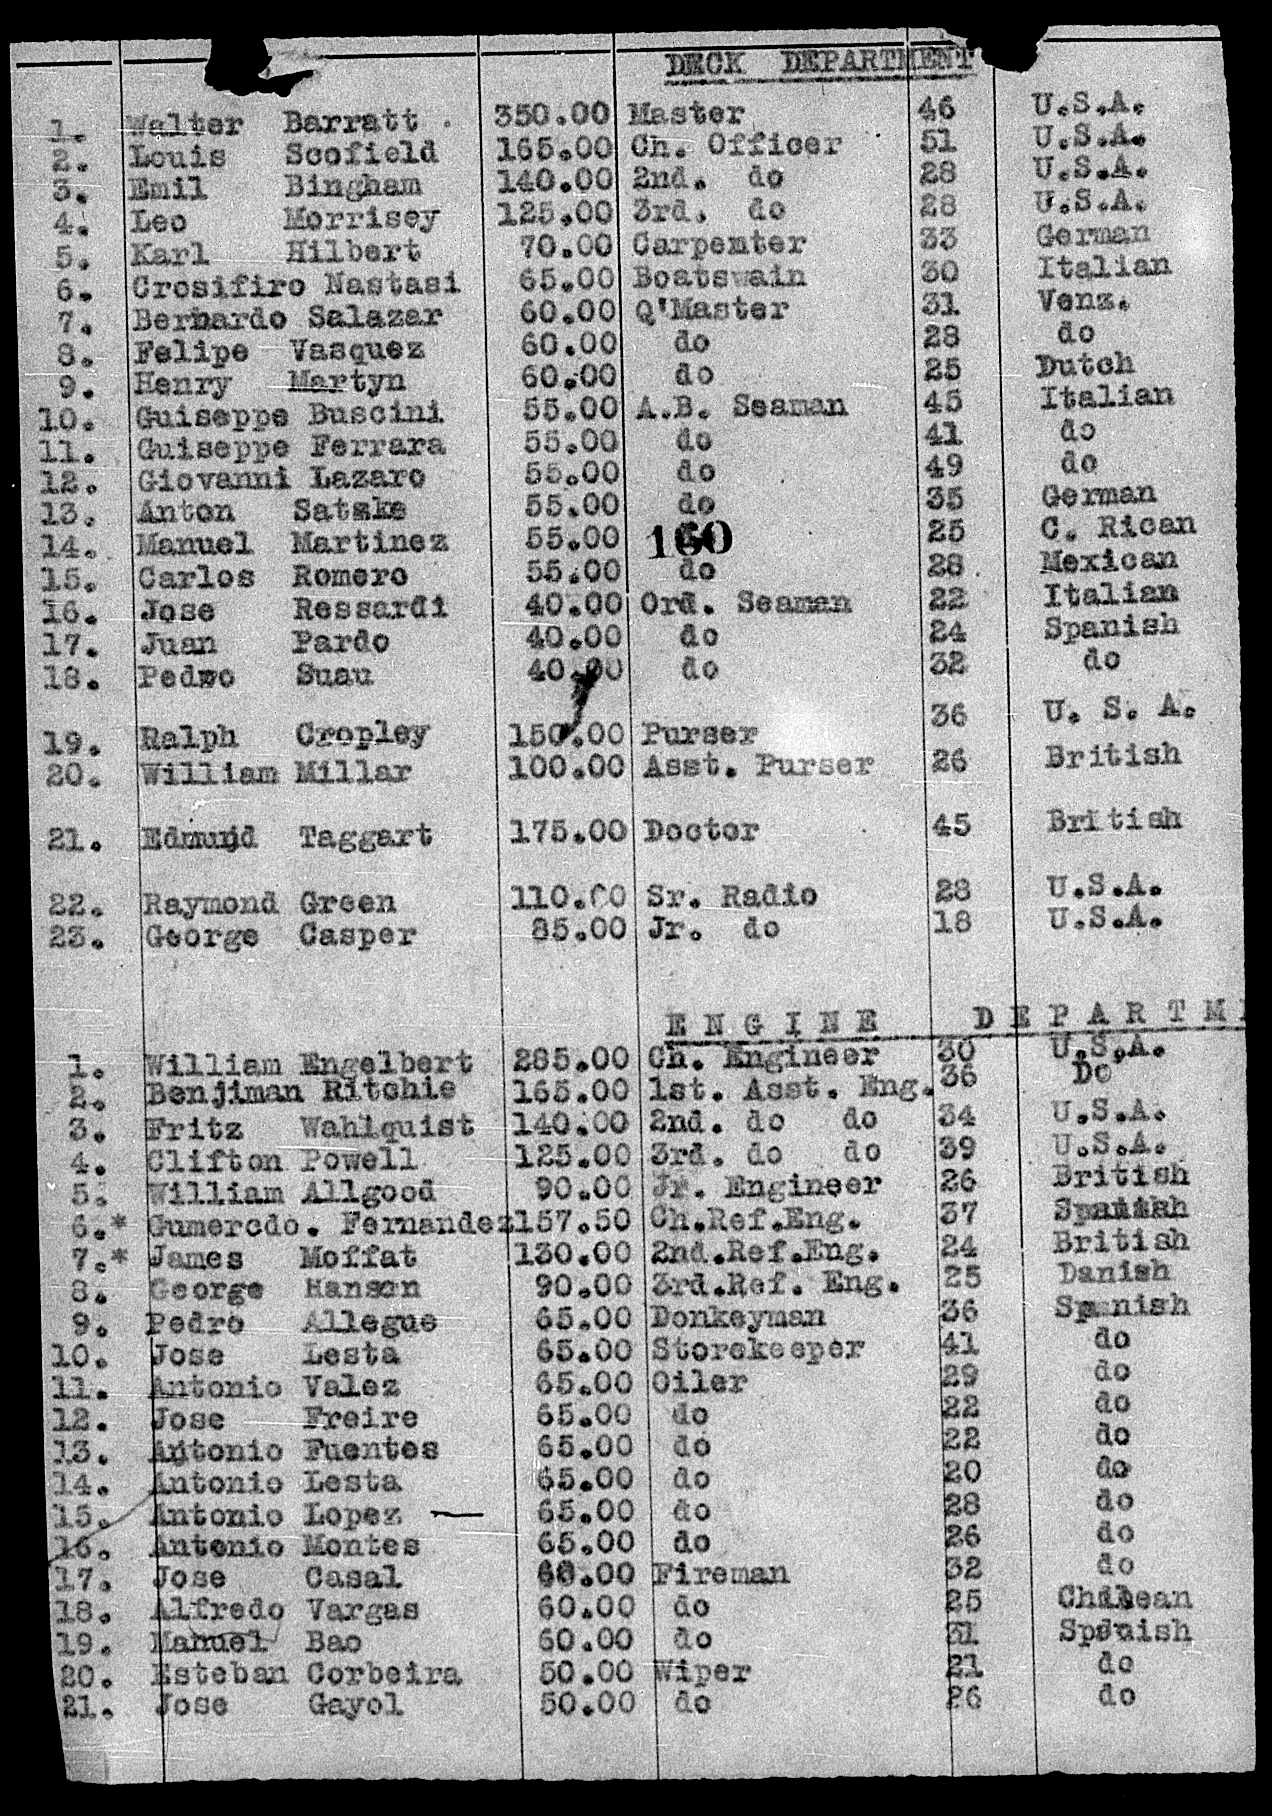 DECK DEPARTMENT
1. Walter Barratt 350.00 Master 46 U.S.A.
2. Louis Scofield 165.00 Ch. Officer 51 U.S.A.
3. Emil Bingham 140.00 2nd. do 28 U.S.A.
4. Leo Morrisey 125.00 3rd. do 28 U.S.A.
5. Karl Hilbert 70.00 Carpenter 33 German
6. Crosifiro Nastasi 65.00 Boatswain 30 Italian
7. Bernardo Salazar 60.00 Q'Master 31 Venz.
8. Felipe Vasquez 60.00 do 28 do
9. Henry Martyn 60.00 do 25 Dutch
10. Guiseppe Buscini 55.00 A.B. Seaman 45 Italian
11. Guiseppe Ferrara 55.00 do 41 do
12. Giovanni Lazaro 55.00 do 49 do
13. Anton Satzke 55.00 do 35 German
14. Manuel Martinez 55.00 160 25 C. Rican
15. Carlos Romero 55.00 do 28 Mexican
16. Jose Ressardi 40.00 Ord. Seaman 22 Italian
17. Juan Pardo 40.00 do 24 Spanish
18. Pedro Suau 40.00 do 32 do
19. Ralph Cropley 150.00 Purser 36 U. S. A.
20. William Millar 100.00 Asst. Purser 26 British
21. Edmund Taggart 175.00 Doctor 45 British
22. Raymond Green 110.00 Sr. Radio 28 U.S.A.
23. George Casper 85.00 Jr. do 18 U.S.A.
ENGINE DEPARTM
1. William Engelbert 285.00 Ch. Engineer 30 U.S.A.
2. Benjiman Ritchie 165.00 1st. Asst. Eng. 36 Do
3. Fritz Wahlquist 140.00 2nd. do do 34 U.S.A.
4. Clifton Powell 125.00 3rd. do do 39 U.S.A.
5. William Allgood 90.00 Jr. Engineer 26 British
6.* Gumercdo. Fernandez 157.50 Ch.Ref.Eng. 37 Spanish
7.* James Moffat 130.00 2nd.Ref.Eng. 24 British
8. George Hansen 90.00 3rd.Ref. Eng. 25 Danish
9. Pedro Allegue 65.00 Donkeyman 36 Spanish
10. Jose Lesta 65.00 Storekeeper 41 do
11. Antonio Valez 65.00 Oiler 29 do
12. Jose Freire 65.00 do 22 do
13. Antonio Fuentes 65.00 do 22 do
14. Antonio Lesta 65.00 do 20 do
15. Antonio Lopez 65.00 do 28 do
16. Antonio Montes 65.00 do 26 do
17. Jose Casal 60.00 Fireman 32 do
18. Alfredo Vargas 60.00 do 25 Chilean
19. Manuel Bao 60.00 do 31 Spanish
20. Esteban Corbeira 50.00 Wiper 21 do
21. Jose Gayol 50.00 do 26 do